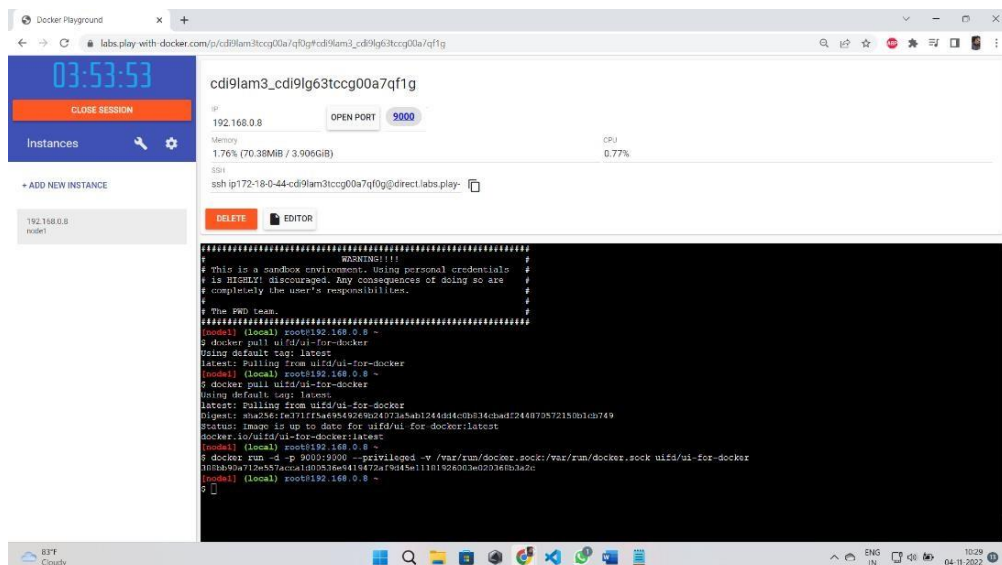 Docker Playground
labs.play-with-docker.com/p/cdi9lam3tccg00a7qf0g#cdi9lam3_cdi9lg63tccg00a7qf1g
03:53:53
CLOSE SESSION
Instances
+ ADD NEW INSTANCE
192.168.0.8
node1
cdi9lam3_cdi9lg63tccg00a7qf1g
IP
192.168.0.8
OPEN PORT 9000
Memory
1.76% (70.38MiB / 3.906GiB)
CPU
0.77%
SSH
ssh ip172-18-0-44-cdi9lam3tccg00a7qf0g@direct.labs.play-
DELETE EDITOR
###############################################################
# WARNING!!!! #
# This is a sandbox environment. Using personal credentials #
# is HIGHLY! discouraged. Any consequences of doing so are #
# completely the user's responsibilites. #
# #
# The PWD team. #
###############################################################
[node1] (local) root@192.168.0.8 ~
$ docker pull uifd/ui-for-docker
Using default tag: latest
latest: Pulling from uifd/ui-for-docker
[node1] (local) root@192.168.0.8 ~
$ docker pull uifd/ui-for-docker
Using default tag: latest
latest: Pulling from uifd/ui-for-docker
Digest:
Status: Image is up to date for uifd/ui-for-docker:latest
docker.io/uifd/ui-for-docker:latest
[node1] (local) root@192.168.0.8 ~
$ docker run -d -p 9000:9000 --privileged -v /var/run/docker.sock:/var/run/docker.sock uifd/ui-for-docker
[node1] (local) root@192.168.0.8 ~
$
83°F
Cloudy
ENG
IN
10:29
04-11-2022